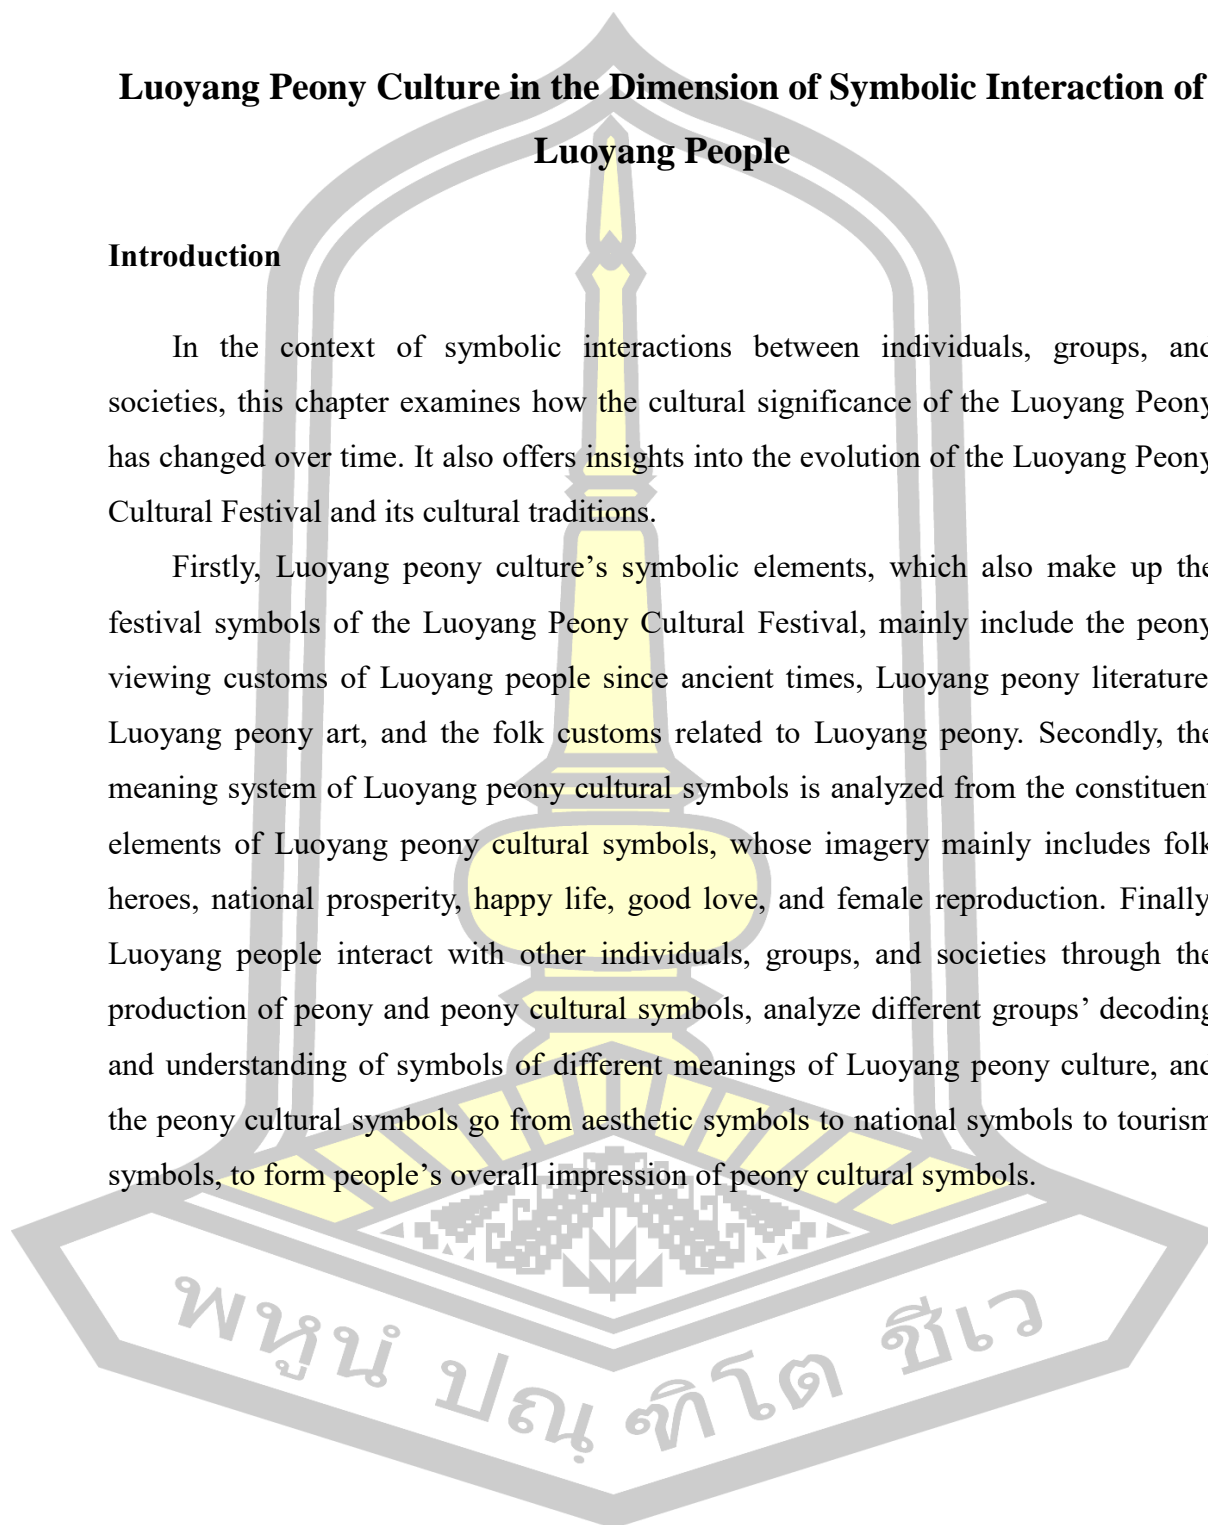 Luoyang Peony Culture in the Dimension of Symbolic Interaction of
Luoyang People
Introduction
In the context of symbolic interactions between individuals, groups, and
societies, this chapter examines how the cultural significance of the Luoyang Peony
has changed over time. It also offers insights into the evolution of the Luoyang Peony
Cultural Festival and its cultural traditions.
Firstly, Luoyang peony culture’s symbolic elements, which also make up the
festival symbols of the Luoyang Peony Cultural Festival, mainly include the peony
viewing customs of Luoyang people since ancient times, Luoyang peony literature
Luoyang peony art, and the folk customs related to Luoyang peony. Secondly, the
meaning system of Luoyang peony cultural symbols is analyzed from the constituent
elements of Luoyang peony cultural symbols, whose imagery mainly includes folk
heroes, national prosperity, happy life, good love, and female reproduction. Finally
Luoyang people interact with other individuals, groups, and societies through the
production of peony and peony cultural symbols, analyze different groups’ decoding
and understanding of symbols of different meanings of Luoyang peony culture, and
the peony cultural symbols go from aesthetic symbols to national symbols to tourism
symbols, to form people’s overall impression of peony cultural symbols.
พหูนํ ปณฺฑิโต ชีเว